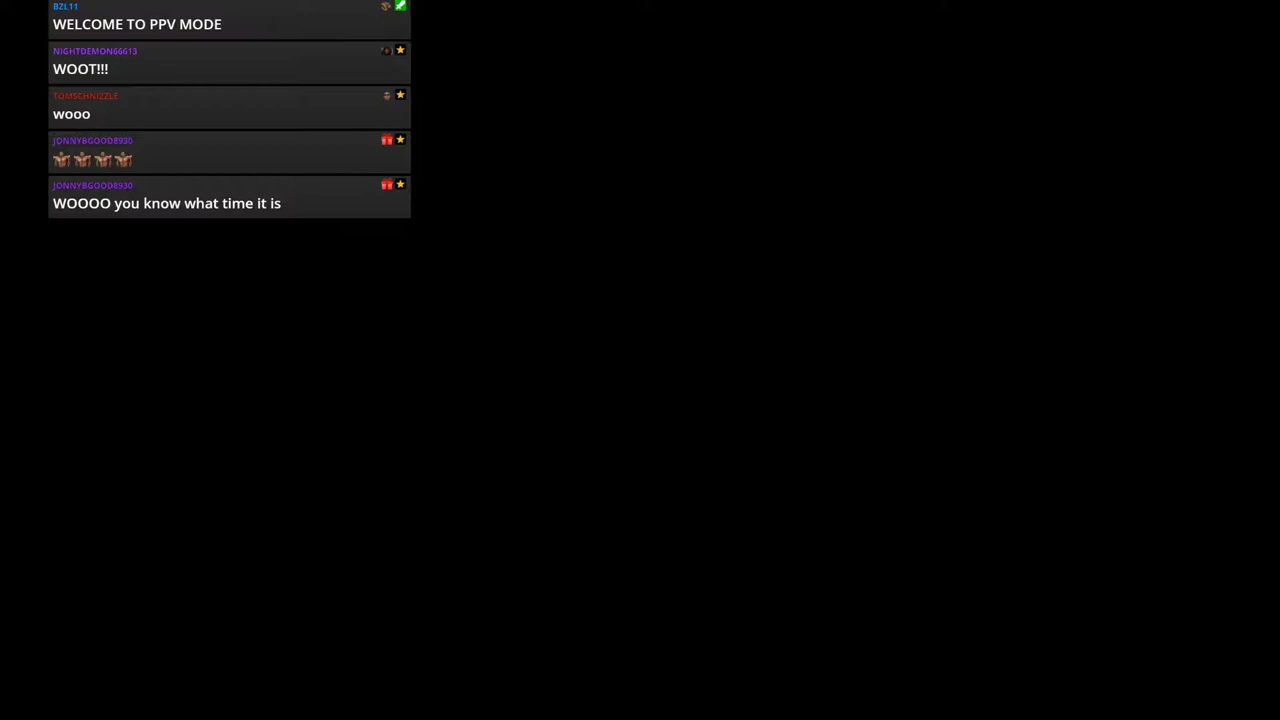 BZL11
WELCOME TO PPV MODE
NIGHTDEMON66613
WOOT!!!
TOMSCHNIZZLE
wooo
JONNYBGOOD8930
JONNYBGOOD8930
WOOOO you know what time it is